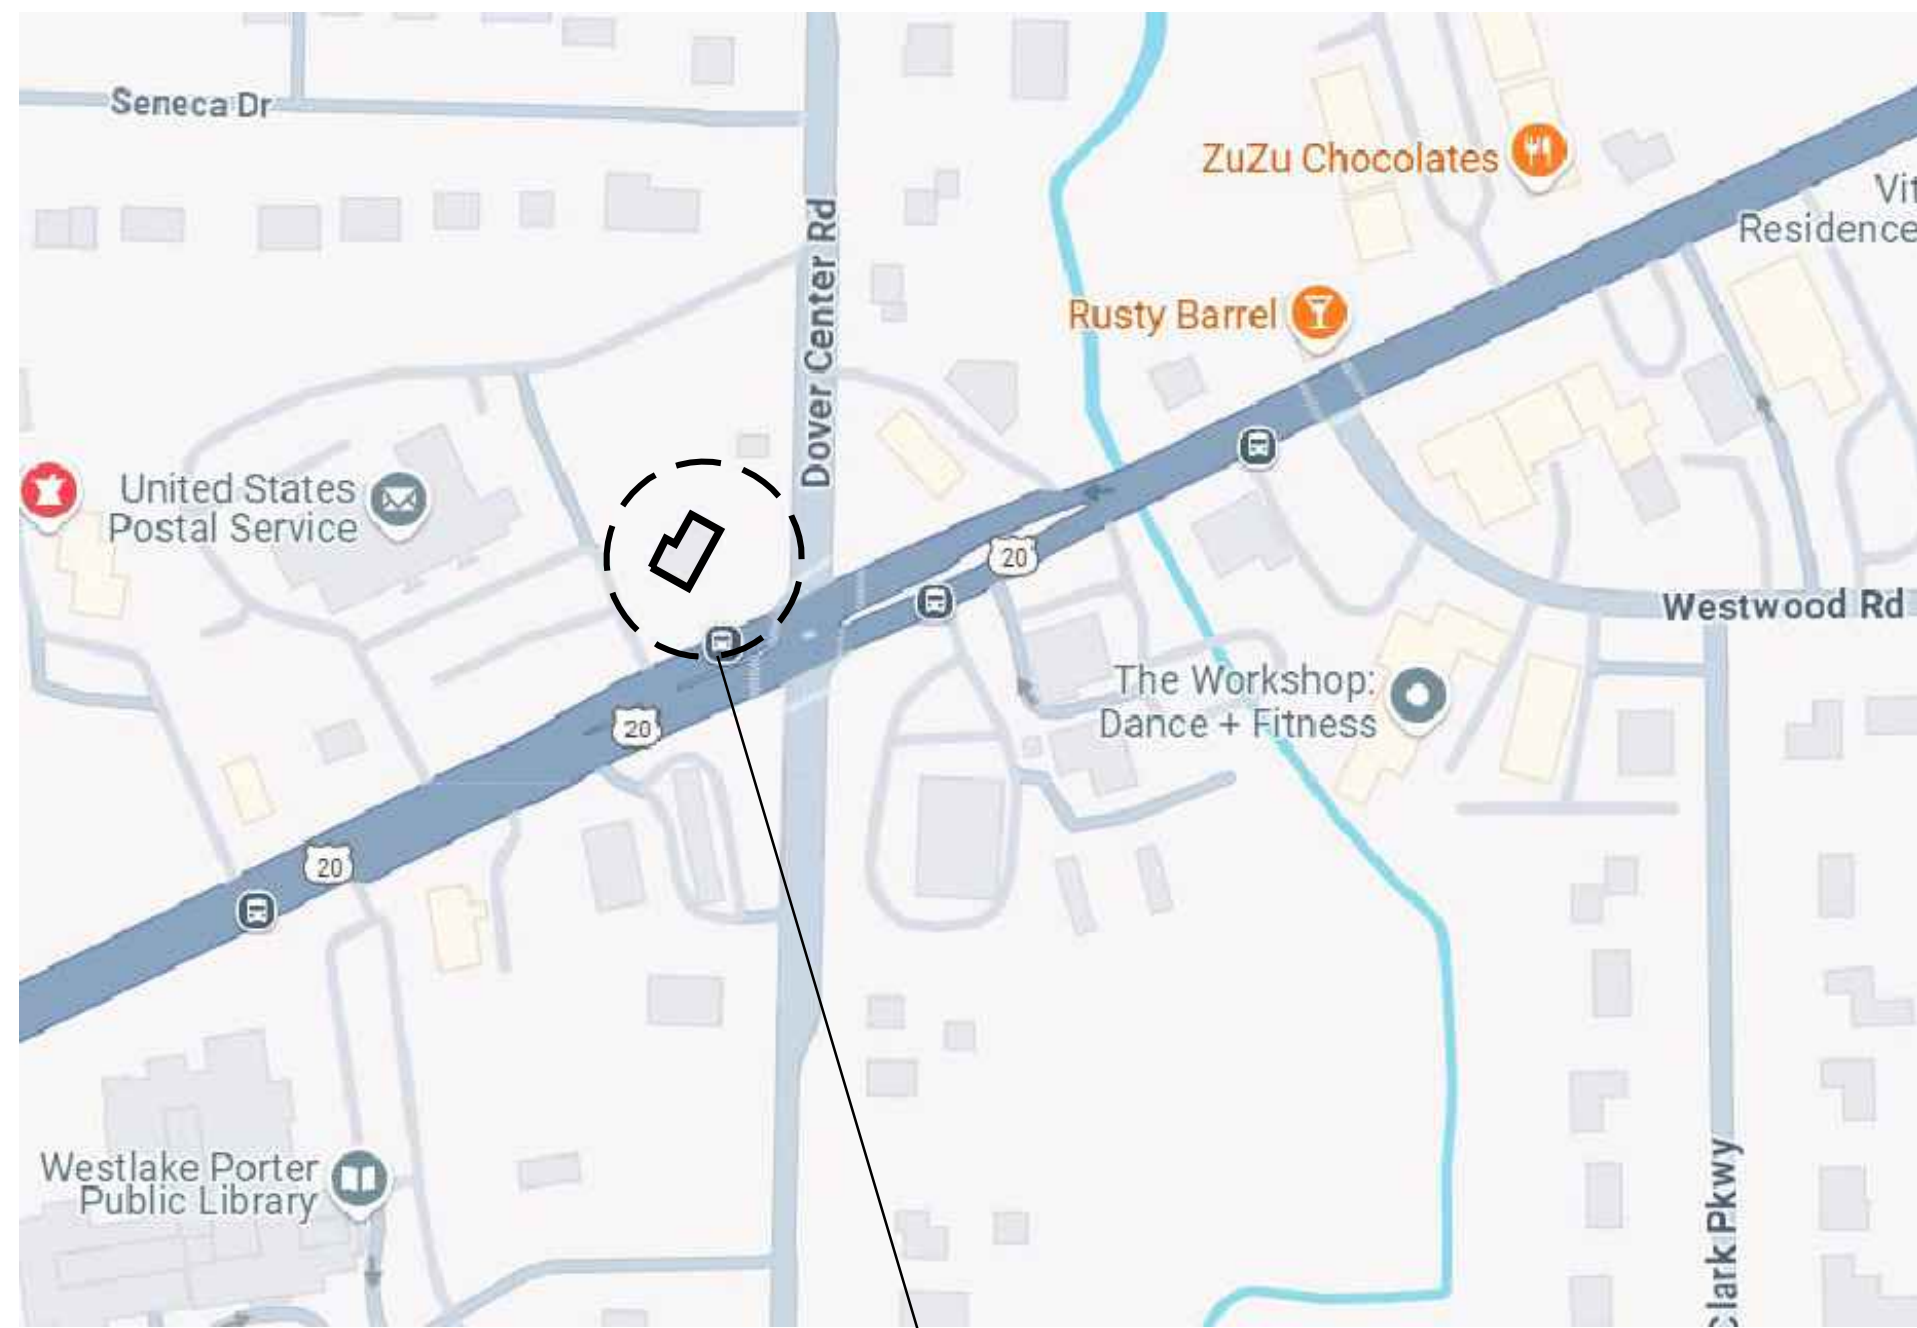 Seneca Dr
ZuZu Chocolates
Vit
Residence
Dover Center Rd
Rusty Barrel
United States
Postal Service
20
Westwood Rd
The Workshop:
Dance + Fitness
20
20
Westlake Porter
Public Library
Clark Pkwy